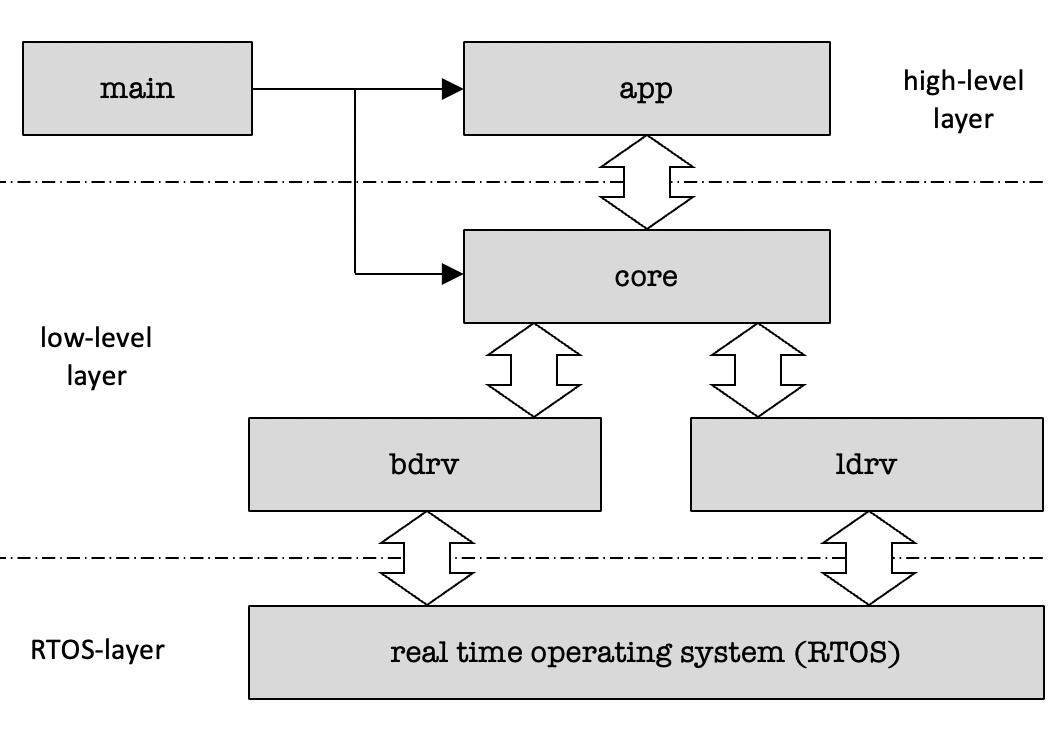 main
app
high-level
layer
core
low-level
layer
bdrv
ldrv
RTOS-layer
real time operating system (RTOS)